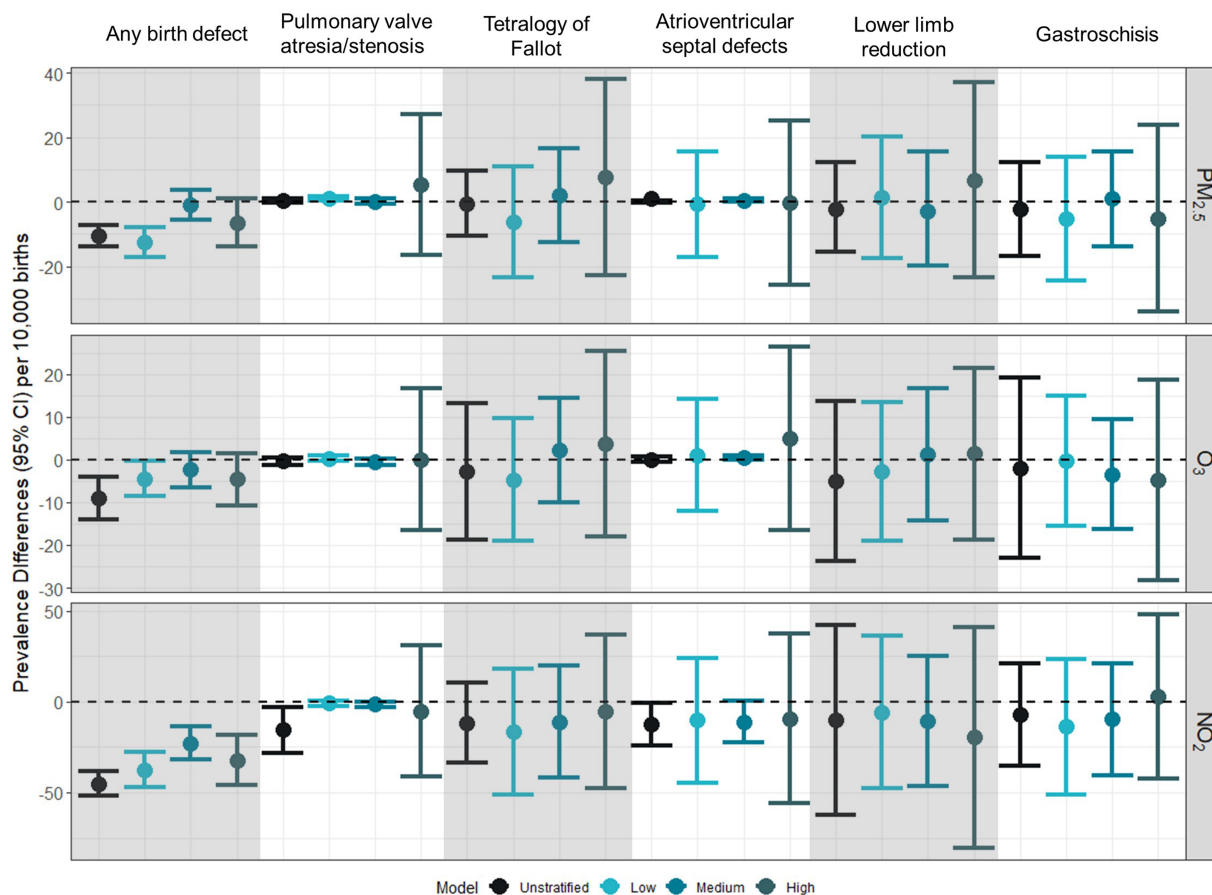 Any birth defect
Pulmonary valve
atresia/stenosis
Tetralogy of
Fallot
Atrioventricular
septal defects
Lower limb
reduction
Gastroschisis
Prevalence DIfferences (95% CI) per 10,000 births
40
20
0
-20
PM2.5
20
10
0
-10
-20
-30
O3
50
0
-50
NO2
Model Unstratified Low Medium High